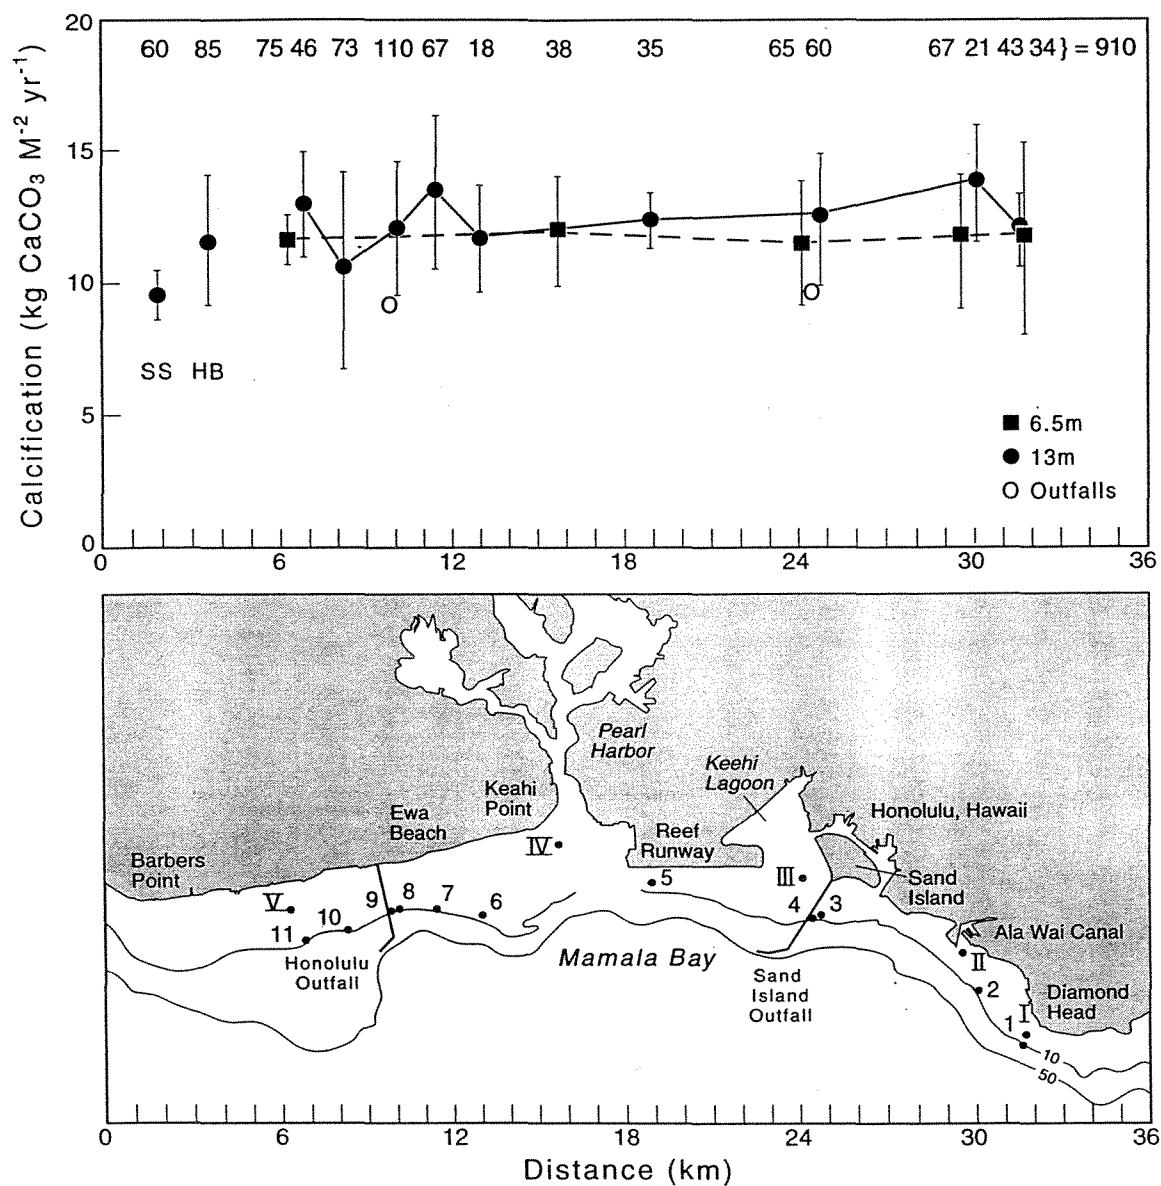 20
60 85 75 46 73 110 67 18 38 35 65 60 67 21 43 34 } = 910
15
10
5
0
Calcification (kg CaCO3 M-2 yr-1)
SS HB
6.5m
13m
Outfalls
0 6 12 18 24 30 36
Pearl
Harbor
Keehi
Lagoon
Keahi
Point
Ewa
Beach
Honolulu, Hawaii
Reef
Runway
Barbers
Point
Sand
Island
IV
III
5
V
9 8 7 6
10
11
4 3
Ala Wai Canal
Honolulu
Outfall
Mamala Bay
Sand
Island
Outfall
II
2
Diamond
Head
I
1
10
50
0 6 12 18 24 30 36
Distance (km)